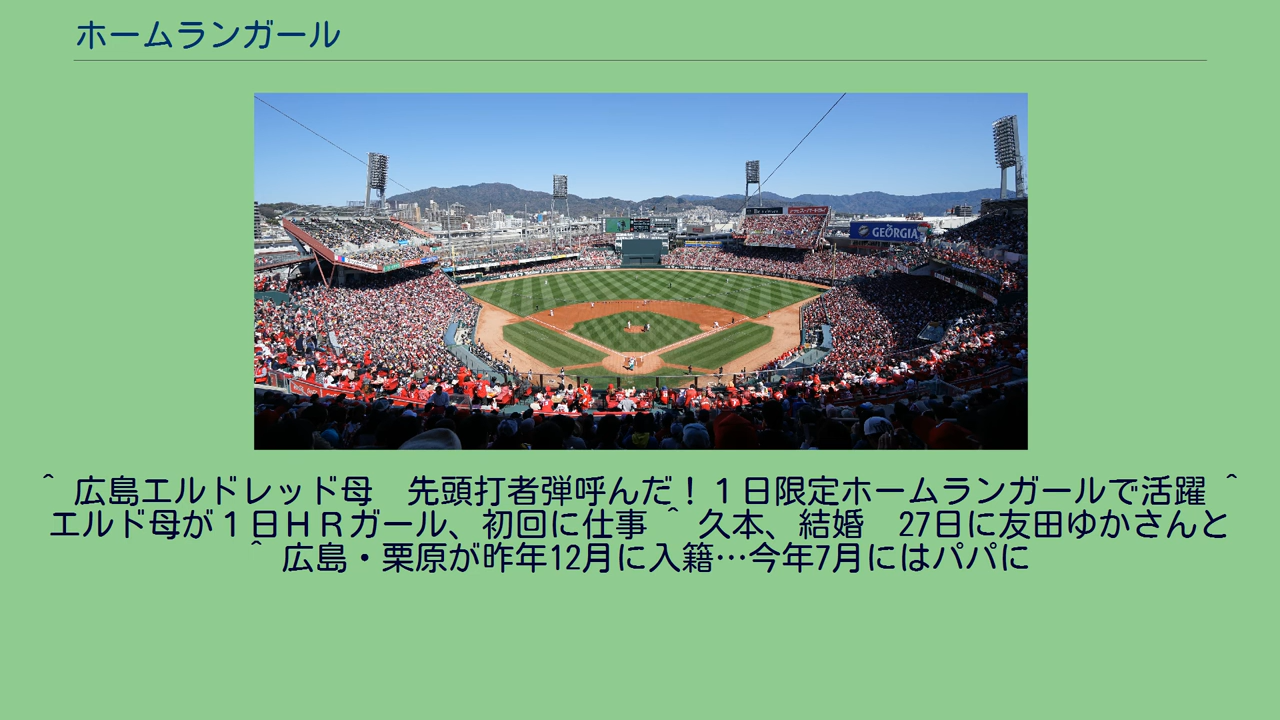 ホームランガール
GEORGIA
^ 広島エルドレッド母　先頭打者弾呼んだ！１日限定ホームランガールで活躍 ^
エルド母が１日ＨＲガール、初回に仕事 ^ 久本、結婚　27日に友田ゆかさんと
^ 広島・栗原が昨年12月に入籍…今年7月にはパパに